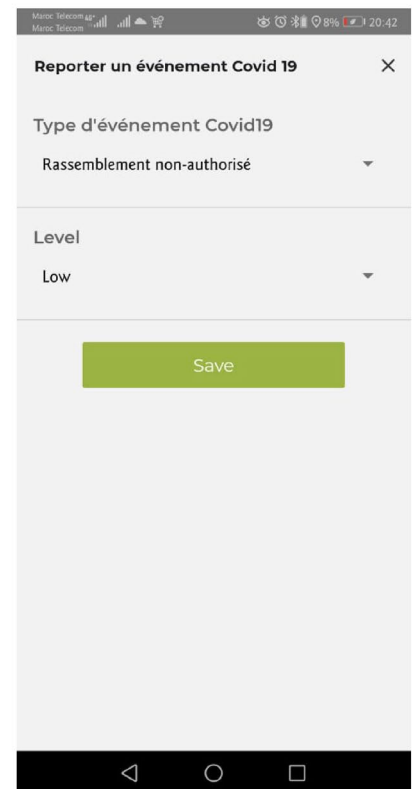 Maroc Telecom 4G+
Maroc Telecom
8% 20:42
Reporter un événement Covid 19
Type d'événement Covid19
Rassemblement non-authorisé
Level
Low
Save